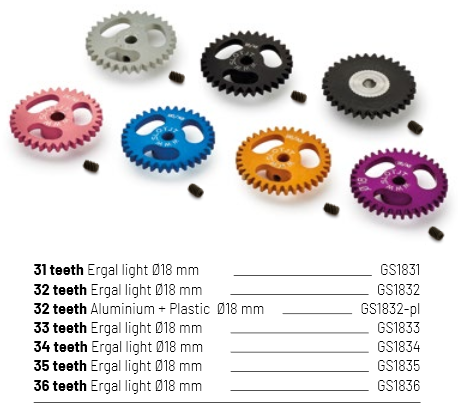 31 teeth Ergal light Ø18 mm GS1831
32 teeth Ergal light Ø18 mm GS1832
32 teeth Aluminium + Plastic Ø18 mm GS1832-pl
33 teeth Ergal light Ø18 mm GS1833
34 teeth Ergal light Ø18 mm GS1834
35 teeth Ergal light Ø18 mm GS1835
36 teeth Ergal light Ø18 mm GS1836